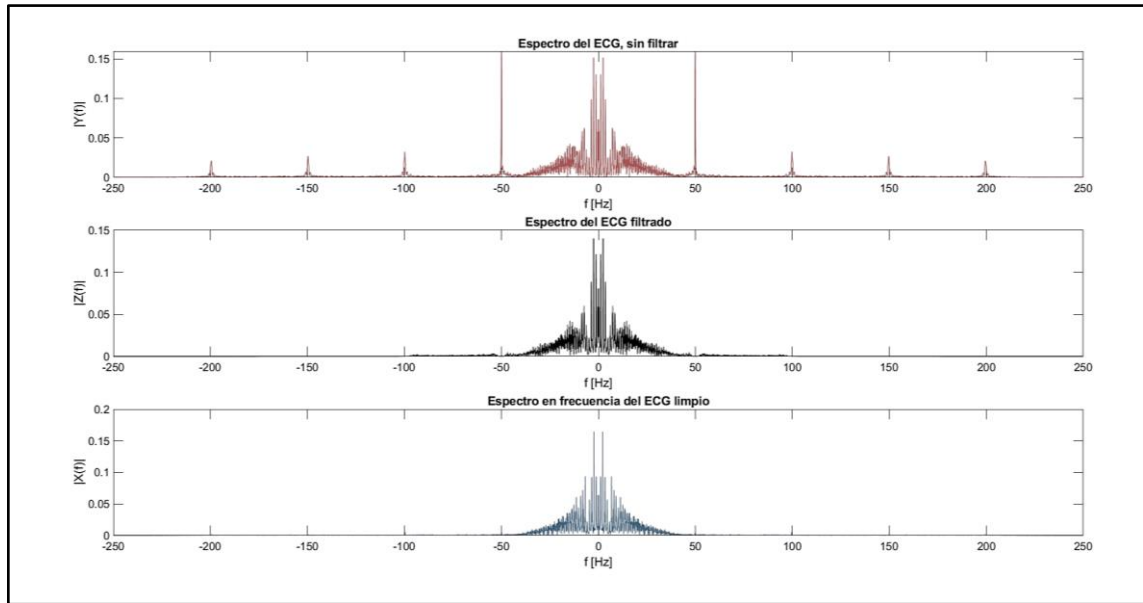 Espectro del ECG, sin filtrar
0.15
0.1
0.05
0
|Y(f)|
-250 -200 -150 -100 -50 0 50 100 150 200 250
f [Hz]
Espectro del ECG filtrado
0.15
0.1
0.05
0
|Z(f)|
-250 -200 -150 -100 -50 0 50 100 150 200 250
f [Hz]
Espectro en frecuencia del ECG limpio
0.2
0.15
0.1
0.05
0
|X(f)|
-250 -200 -150 -100 -50 0 50 100 150 200 250
f [Hz]